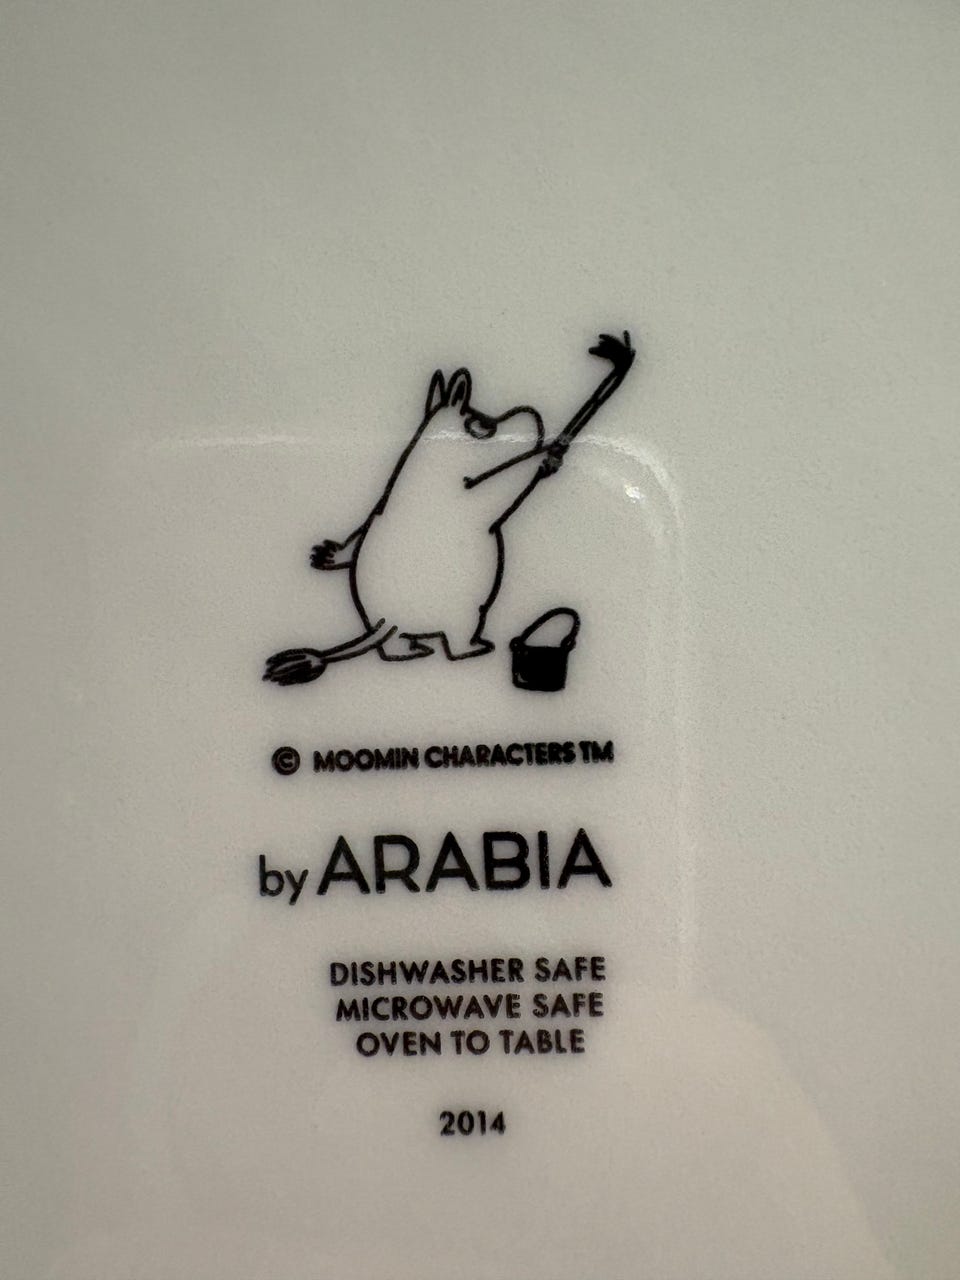 © MOOMIN CHARACTERS TM
by ARABIA
DISHWASHER SAFE
MICROWAVE SAFE
OVEN TO TABLE
2014